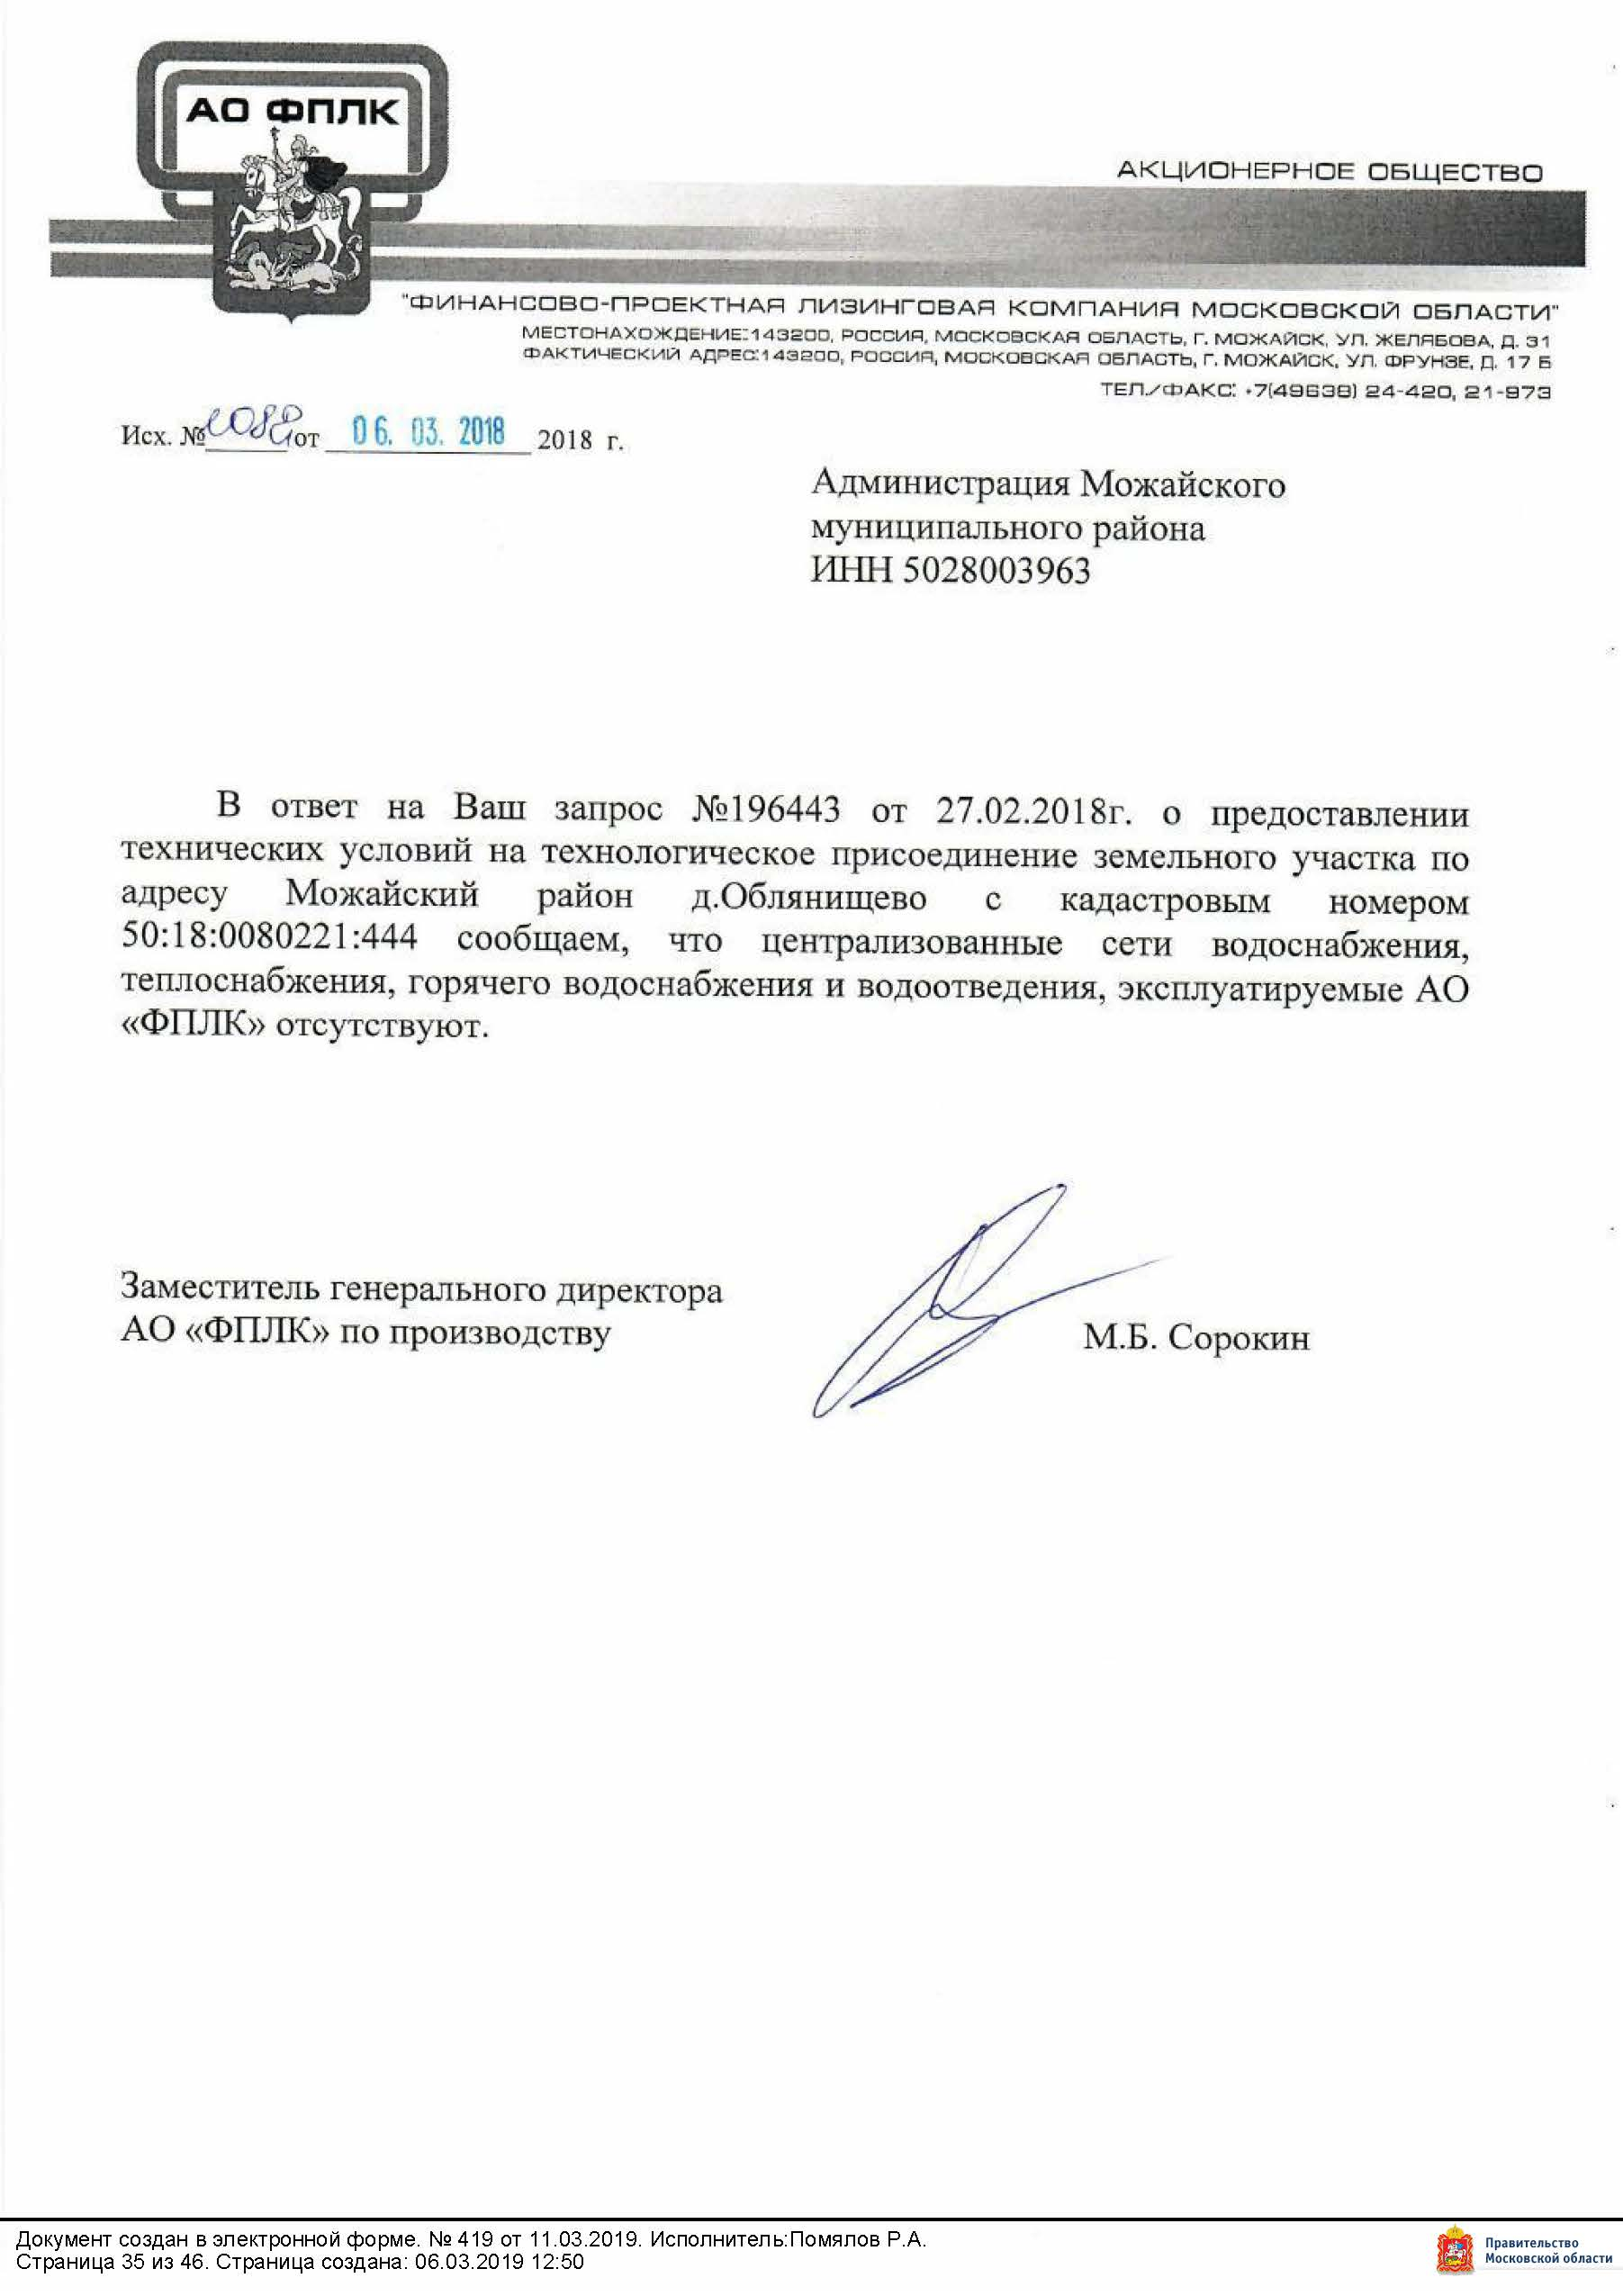 АО ФПЛК
АКЦИОНЕРНОЕ ОБЩЕСТВО
"ФИНАНСОВО-ПРОЕКТНАЯ ЛИЗИНГОВАЯ КОМПАНИЯ МОСКОВСКОЙ ОБЛАСТИ"
МЕСТОНАХОЖДЕНИЕ:143200, РОССИЯ, МОСКОВСКАЯ ОБЛАСТЬ, Г. МОЖАЙСК, УЛ. ЖЕЛЯБОВА, Д. 31
ФАКТИЧЕСКИЙ АДРЕС:143200, РОССИЯ, МОСКОВСКАЯ ОБЛАСТЬ, Г. МОЖАЙСК, УЛ. ФРУНЗЕ, Д. 17 Б
ТЕЛ./ФАКС: +7(49638) 24-420, 21-973
Исх. № от 06. 03. 2018 2018 г.
Администрация Можайского
муниципального района
ИНН 5028003963
В ответ на Ваш запрос №196443 от 27.02.2018г. о предоставлении
технических условий на технологическое присоединение земельного участка по
адресу Можайский район д.Облянищево с кадастровым номером
50:18:0080221:444 сообщаем, что централизованные сети водоснабжения,
теплоснабжения, горячего водоснабжения и водоотведения, эксплуатируемые АО
«ФПЛК» отсутствуют.
Заместитель генерального директора
АО «ФПЛК» по производству
М.Б. Сорокин
Документ создан в электронной форме. № 419 от 11.03.2019. Исполнитель:Помялов Р.А.
Страница 35 из 46. Страница создана: 06.03.2019 12:50
Правительство
Московской области